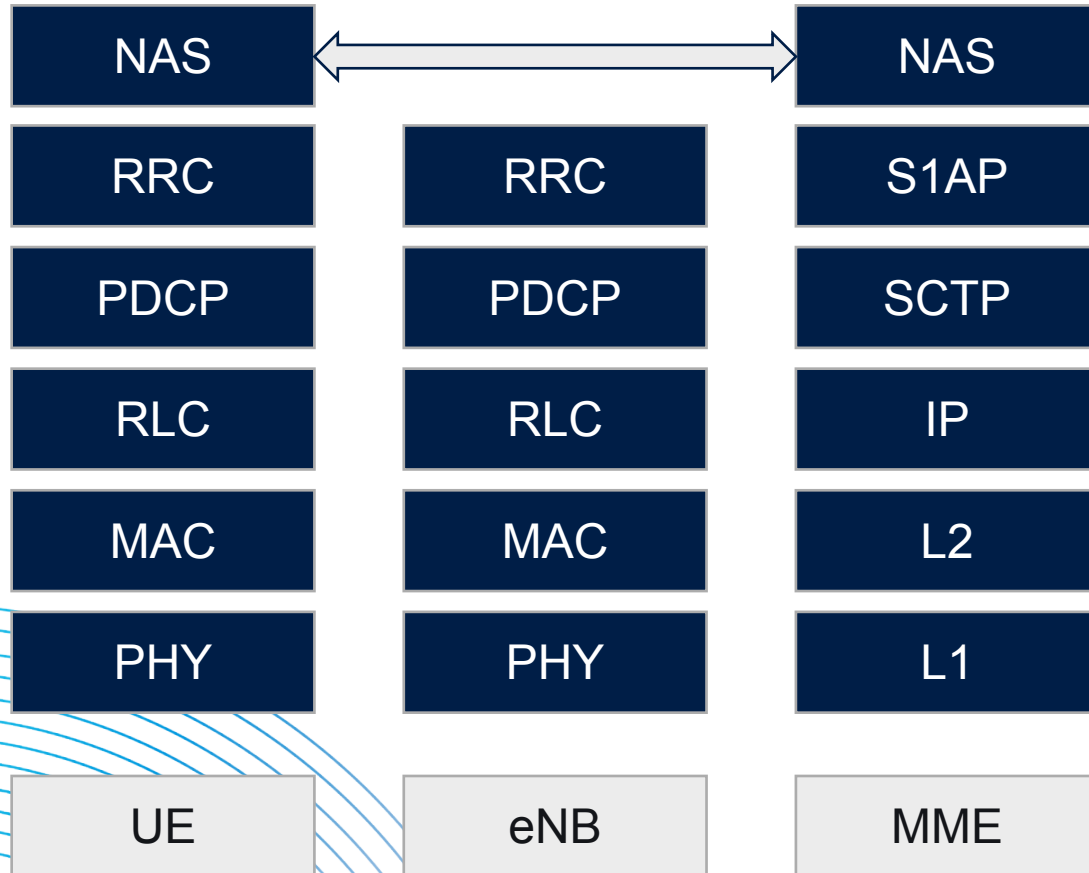 NAS NAS
RRC RRC S1AP
PDCP PDCP SCTP
RLC RLC IP
MAC MAC L2
PHY PHY L1
UE eNB MME